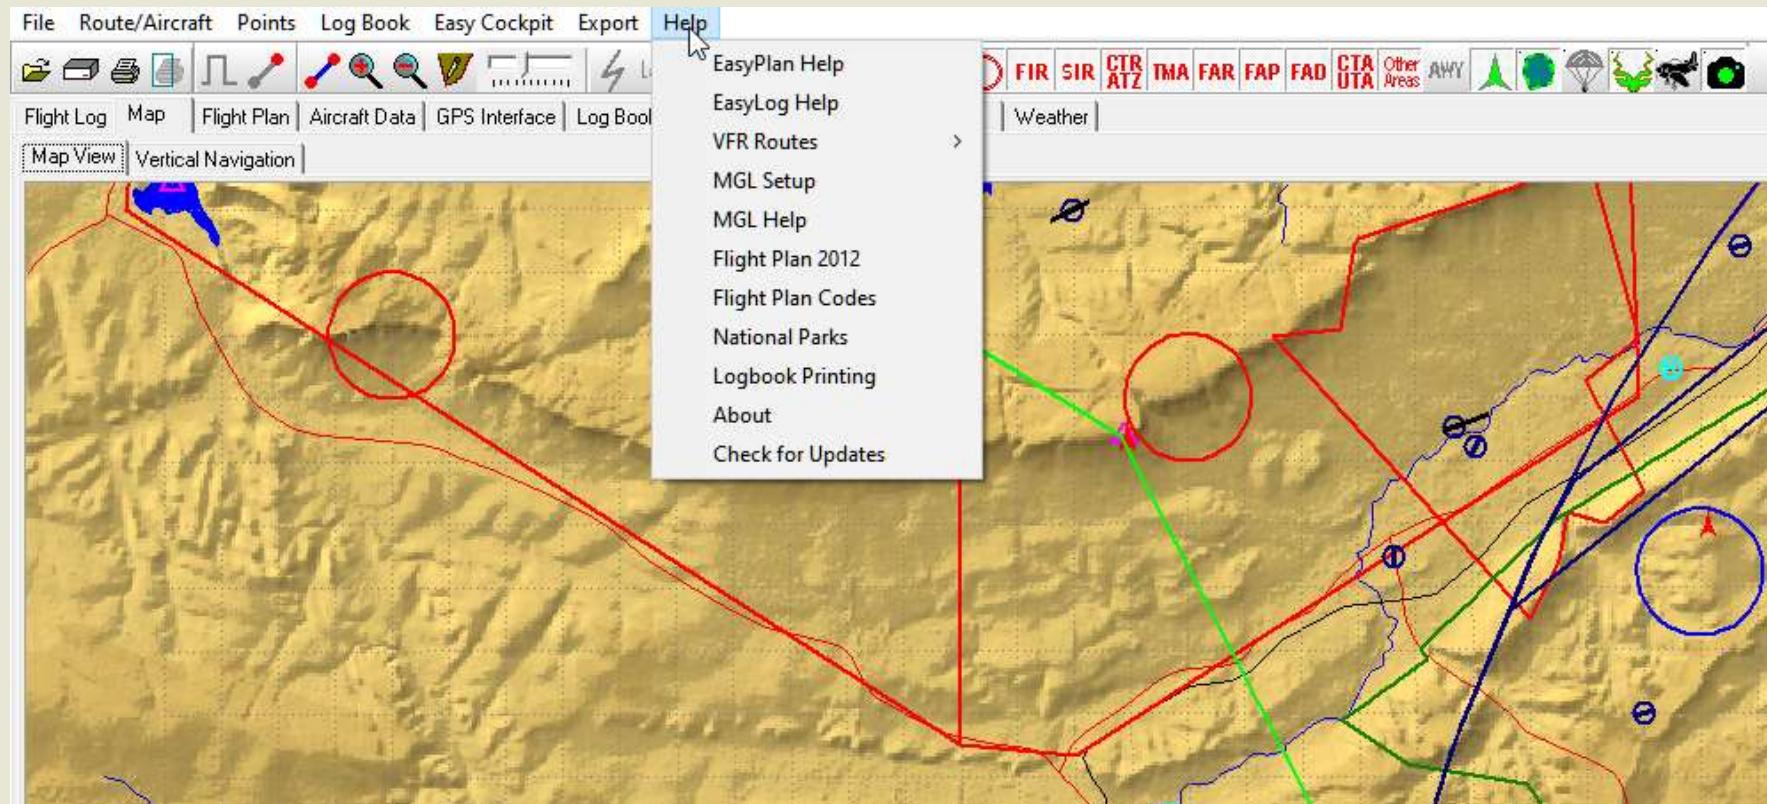 File Route/Aircraft Points Log Book Easy Cockpit Export Help
FIR SIR CTR ATZ TMA FAR FAP FAD CTA UTA Other Areas AWY
Flight Log Map Flight Plan Aircraft Data GPS Interface Weather
Map View Vertical Navigation
EasyPlan Help
EasyLog Help
VFR Routes
MGL Setup
MGL Help
Flight Plan 2012
Flight Plan Codes
National Parks
Logbook Printing
About
Check for Updates